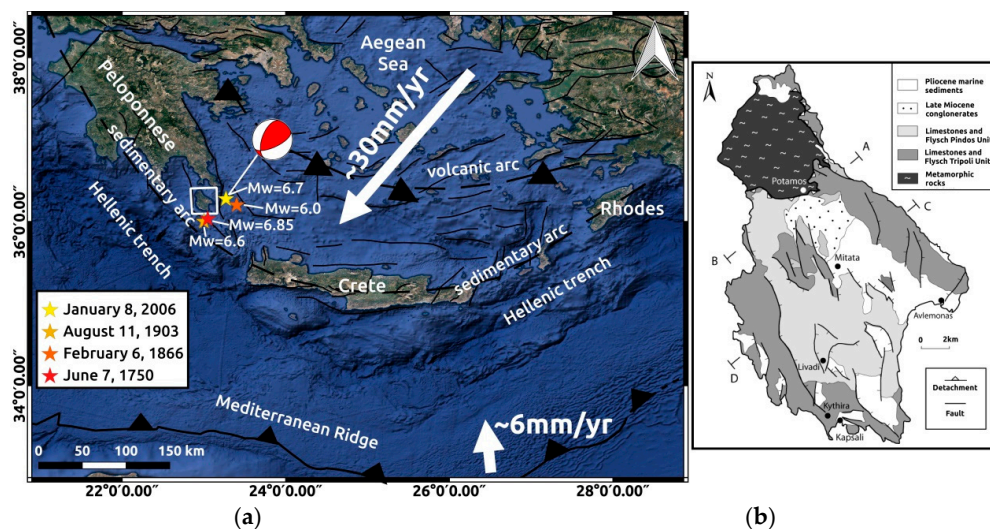 (a)
38°0′0.00″
36°0′0.00″
34°0′0.00″
22°0′0.00″
24°0′0.00″
26°0′0.00″
28°0′0.00″
Aegean
Sea
Peloponnese
sedimentary arc
Hellenic trench
~30mm/yr
volcanic arc
Mw=6.7
Mw=6.0
Mw=6.85
Mw=6.6
Rhodes
Crete
sedimentary arc
Hellenic trench
January 8, 2006
August 11, 1903
February 6, 1866
June 7, 1750
Mediterranean Ridge
~6mm/yr
0 50 100 150 km
(b)
N
Pliocene marine
sediments
Late Miocene
conglomerates
Limestones and
Flysch Pindos Unit
Limestones and
Flysch Tripoli Unit
Metamorphic
rocks
A
Potamos
C
B
Mitata
Avlemonas
0 2km
D
Livadi
Detachment
Fault
Kythira
Kapsali
(a)
(b)